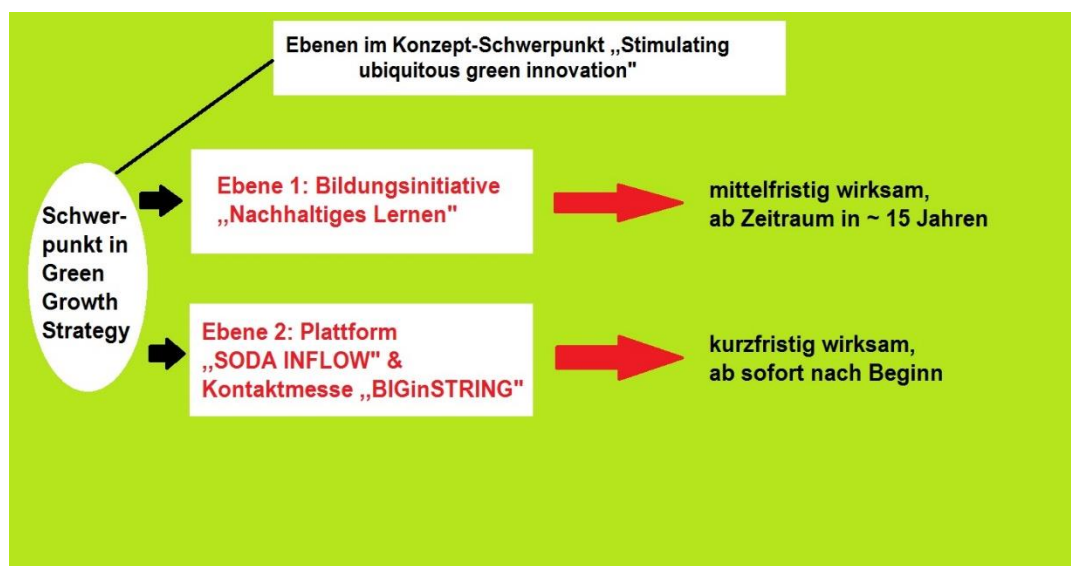 Ebenen im Konzept-Schwerpunkt ,,Stimulating
ubiquitous green innovation"
Schwer-
punkt in
Green
Growth
Strategy
Ebene 1: Bildungsinitiative
,,Nachhaltiges Lernen"
mittelfristig wirksam,
ab Zeitraum in ~ 15 Jahren
Ebene 2: Plattform
,,SODA INFLOW" &
Kontaktmesse ,,BIGinSTRING"
kurzfristig wirksam,
ab sofort nach Beginn